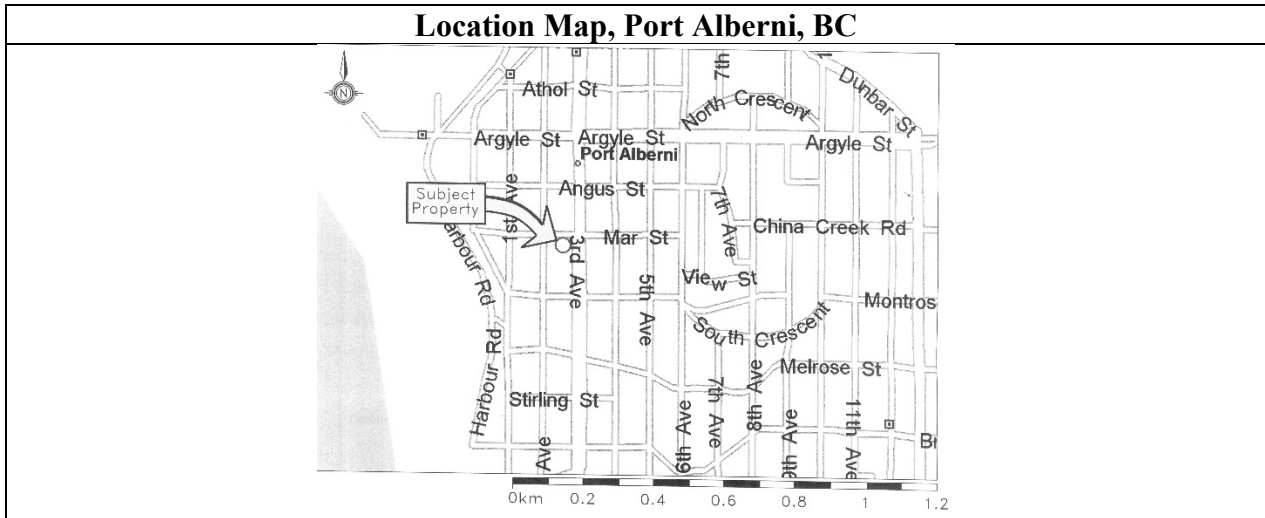 Location Map, Port Alberni, BC
N
7th
Athol St
North Crescent
Dunbar St
Argyle St
Argyle St
Argyle St
Port Alberni
Subject
Property
1st Ave
Angus St
7th Ave
China Creek Rd
Mar St
3rd Ave
Harbour Rd
View St
5th Ave
Montros
South Crescent
Melrose St
Harbour Rd
Stirling St
Ave
6th Ave
7th Ave
8th Ave
9th Ave
11th Ave
0km 0.2 0.4 0.6 0.8 1 1.2